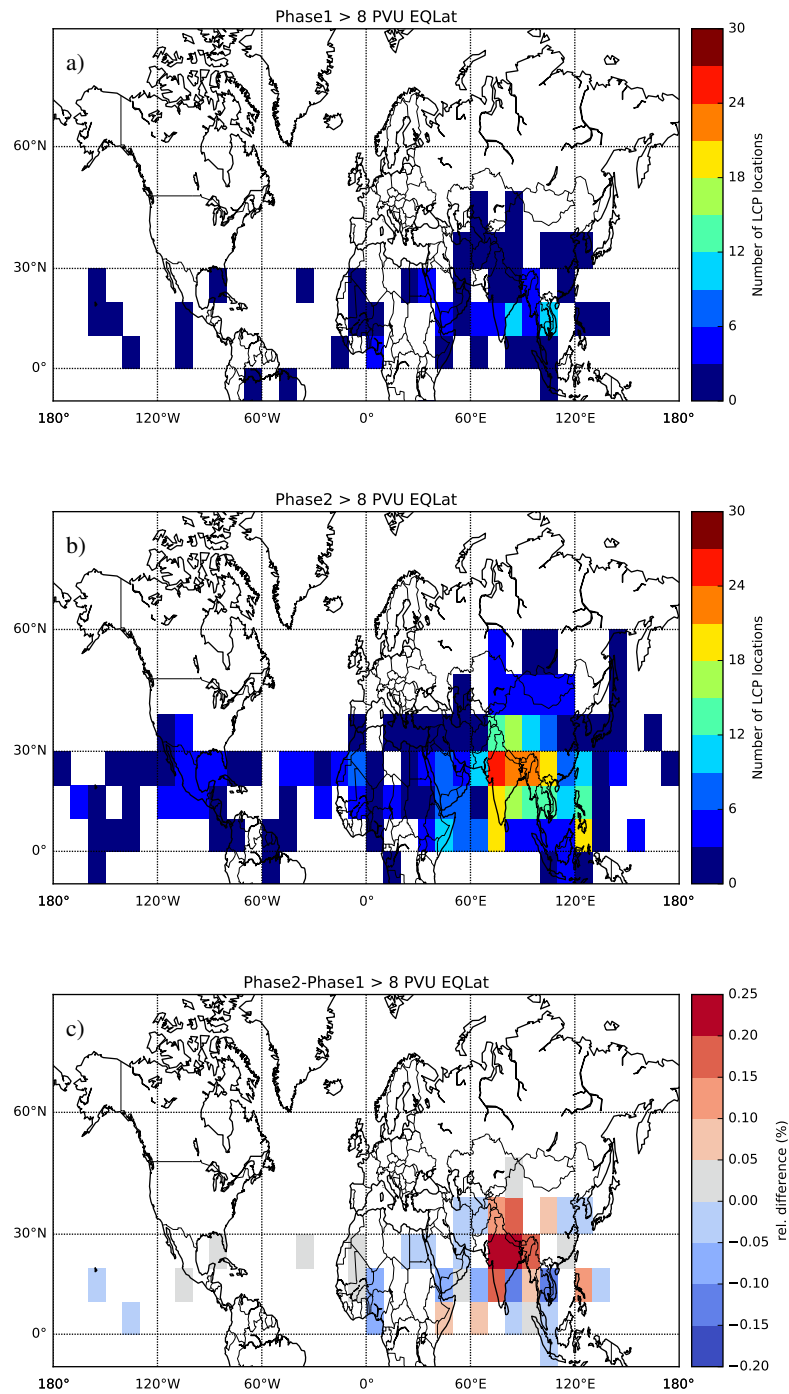 Phase1 > 8 PVU EQLat
a)
60°N
30°N
0°
180° 120°W 60°W 0° 60°E 120°E 180°
30
24
18
12
6
0
Number of LCP locations
Phase2 > 8 PVU EQLat
b)
60°N
30°N
0°
180° 120°W 60°W 0° 60°E 120°E 180°
30
24
18
12
6
0
Number of LCP locations
Phase2-Phase1 > 8 PVU EQLat
c)
60°N
30°N
0°
180° 120°W 60°W 0° 60°E 120°E 180°
0.25
0.20
0.15
0.10
0.05
0.00
−0.05
−0.10
−0.15
−0.20
rel. difference (%)